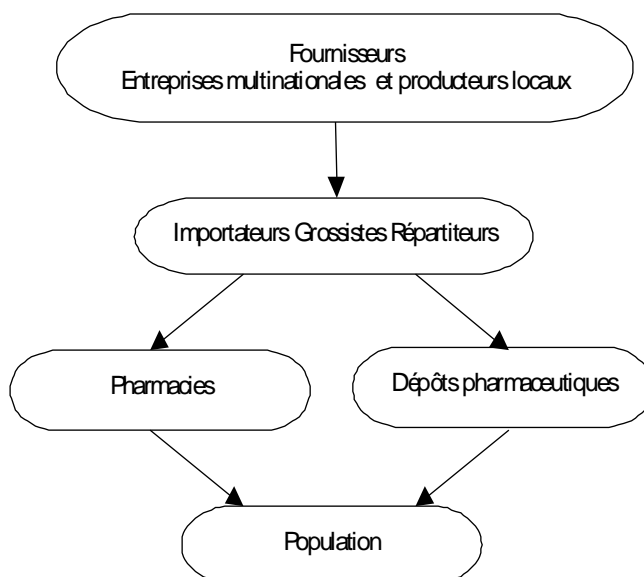 Fournisseurs
Entreprises multinationales et producteurs locaux
Importateurs Grossistes Répartiteurs
Pharmacies
Dépôts pharmaceutiques
Population